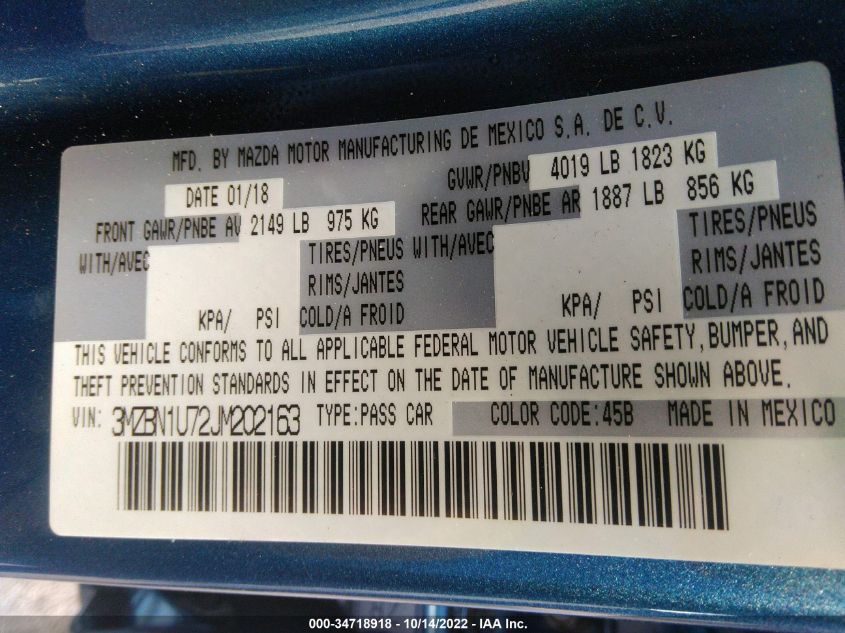 MFD. BY MAZDA MOTOR MANUFACTURING DE MEXICO S.A. DE C.V.
DATE 01/18 GVWR/PNBV 4019 LB 1823 KG
FRONT GAWR/PNBE AV 2149 LB 975 KG REAR GAWR/PNBE AR 1887 LB 856 KG
WITH/AVEC TIRES/PNEUS WITH/AVEC TIRES/PNEUS
RIMS/JANTES RIMS/JANTES
KPA/ PSI COLD/A FROID KPA/ PSI COLD/A FROID
THIS VEHICLE CONFORMS TO ALL APPLICABLE FEDERAL MOTOR VEHICLE SAFETY, BUMPER, AND
THEFT PREVENTION STANDARDS IN EFFECT ON THE DATE OF MANUFACTURE SHOWN ABOVE.
VIN: 3MZBN1U72JM202163 TYPE:PASS CAR COLOR CODE:45B MADE IN MEXICO
000-34718918 - 10/14/2022 - IAA Inc.